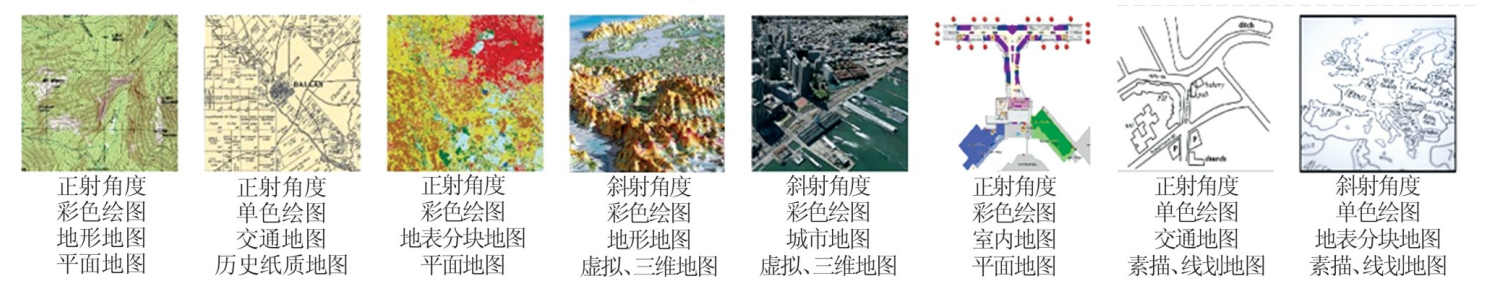 DALLAS
ditch
bakery
pub
church
正射角度
彩色绘图
地形地图
平面地图
正射角度
单色绘图
交通地图
历史纸质地图
正射角度
彩色绘图
地表分块地图
平面地图
斜射角度
彩色绘图
地形地图
虚拟、三维地图
斜射角度
彩色绘图
城市地图
虚拟、三维地图
正射角度
彩色绘图
室内地图
平面地图
正射角度
单色绘图
交通地图
素描、线划地图
斜射角度
单色绘图
地表分块地图
素描、线划地图